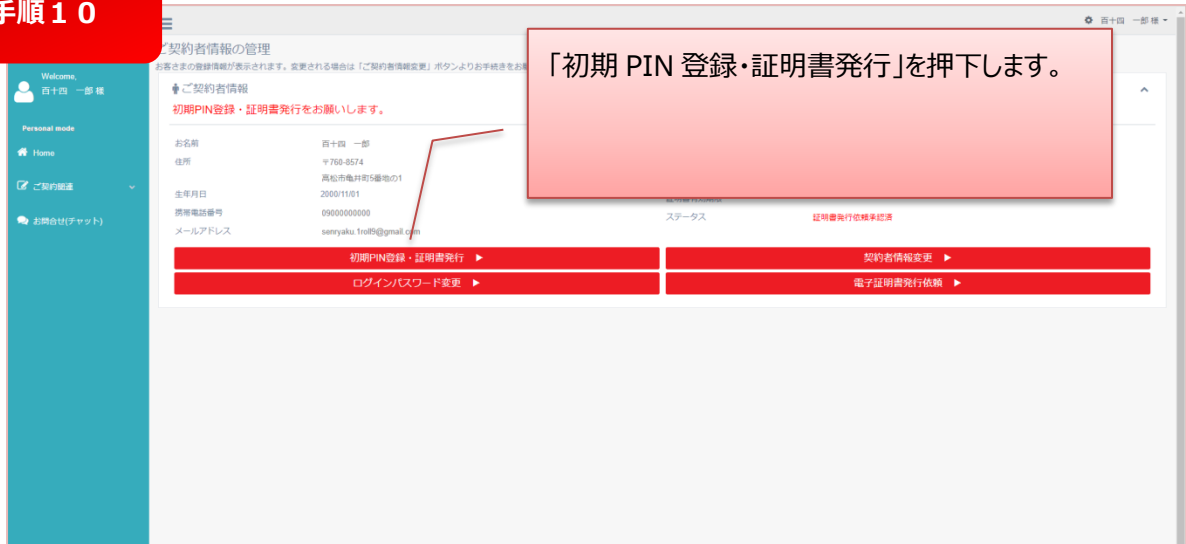 手順１０
百十四 一郎 様
ご契約者情報の管理
お客さまの登録情報が表示されます。変更される場合は「ご契約者情報変更」ボタンよりお手続きをお
「初期 PIN 登録・証明書発行」を押下します。
Welcome,
百十四 一郎 様
Personal mode
Home
ご契約関連
お問合せ(チャット)
ご契約者情報
初期PIN登録・証明書発行をお願いします。
お名前 百十四 一郎
住所 〒760-8574
高松市亀井町5番地の1
生年月日 2000/11/01
携帯電話番号 09000000000
ステータス 証明書発行依頼承認済
メールアドレス senryaku.1roll9@gmail.com
初期PIN登録・証明書発行 ▶
契約者情報変更 ▶
ログインパスワード変更 ▶
電子証明書発行依頼 ▶